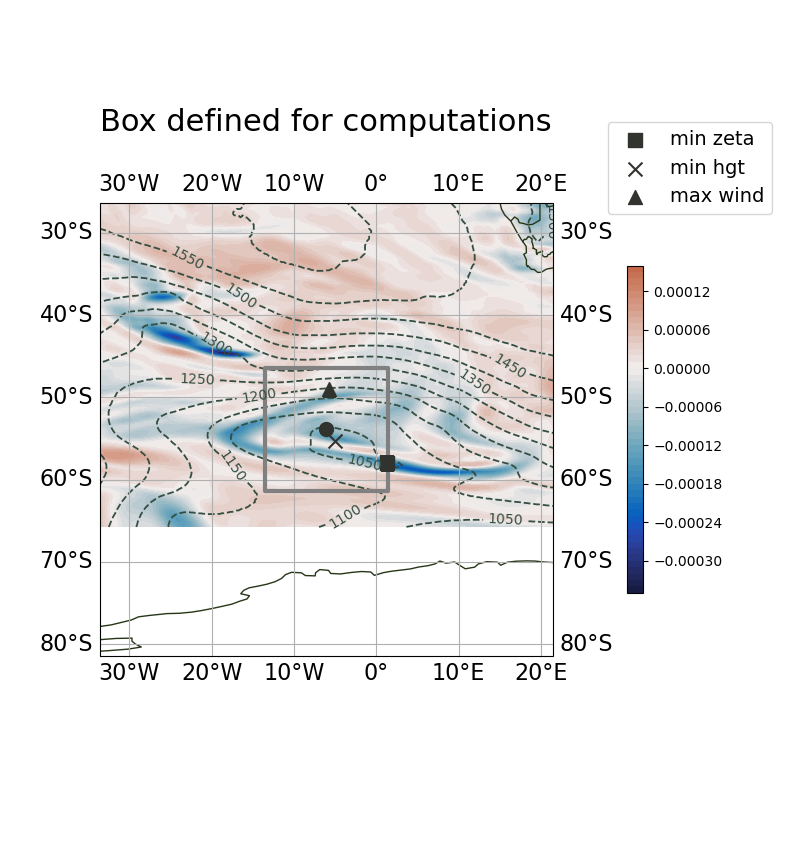 Box defined for computations
min zeta
min hgt
max wind
30°W 20°W 10°W 0° 10°E 20°E
30°S 30°S
40°S 40°S
50°S 50°S
60°S 60°S
70°S 70°S
80°S 80°S
30°W 20°W 10°W 0° 10°E 20°E
1550
1500
1300
1450
1350
1250
1200
1150
1050
1100
1050
0.00012
0.00006
0.00000
−0.00006
−0.00012
−0.00018
−0.00024
−0.00030